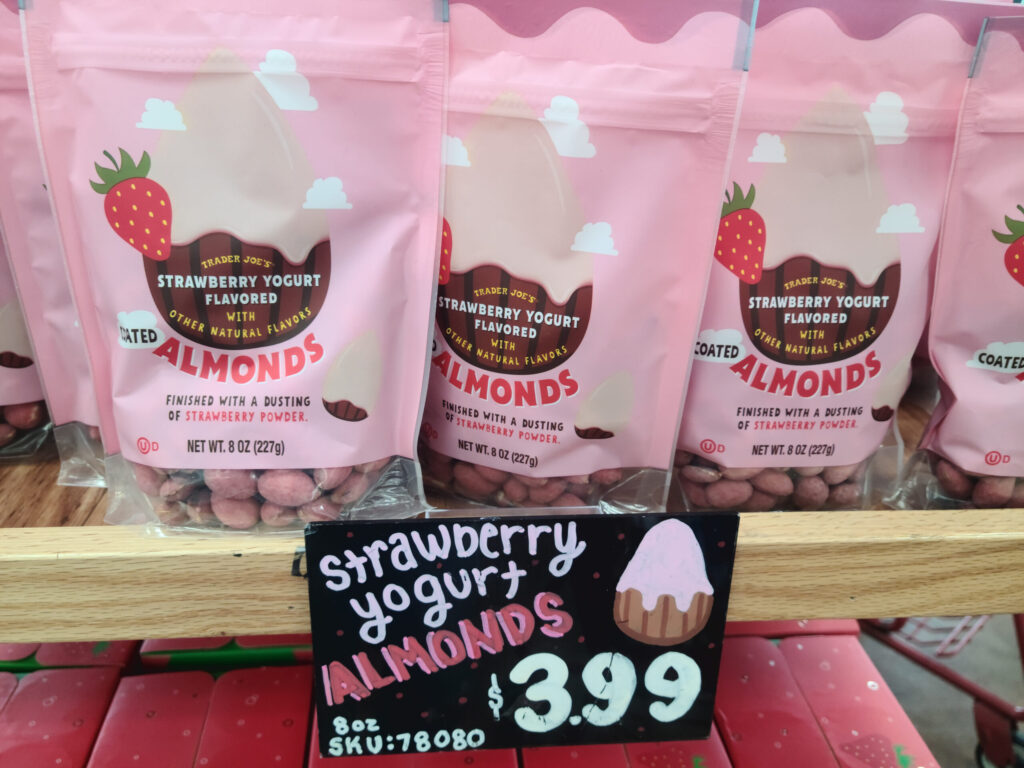 TRADER JOE'S
STRAWBERRY YOGURT
FLAVORED
WITH
OTHER NATURAL FLAVORS
COATED
ALMONDS
FINISHED WITH A DUSTING
OF STRAWBERRY POWDER.
U D
NET WT. 8 OZ (227g)
TRADER JOE'S
STRAWBERRY YOGURT
FLAVORED
WITH
OTHER NATURAL FLAVORS
ALMONDS
FINISHED WITH A DUSTING
OF STRAWBERRY POWDER.
U D
NET WT. 8 OZ (227g)
TRADER JOE'S
STRAWBERRY YOGURT
FLAVORED
WITH
OTHER NATURAL FLAVORS
COATED
ALMONDS
FINISHED WITH A DUSTING
OF STRAWBERRY POWDER.
U D
NET WT. 8 OZ (227g)
COATED
U D
strawberry
yogurt
ALMONDS
$3.99
8oz
SKU:78080